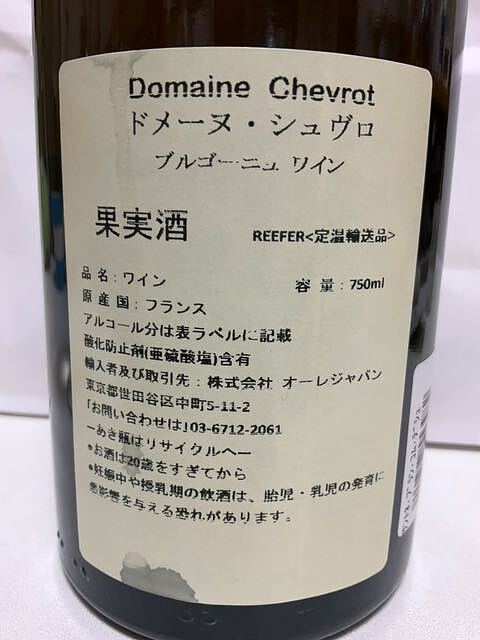 Domaine Chevrot
ドメーヌ・シュヴロ
ブルゴーニュ ワイン
果実酒 REEFER<定温輸送品>
品 名：ワイン 容 量：750ml
原 産 国：フランス
アルコール分は表ラベルに記載
酸化防止剤(亜硫酸塩)含有
輸入者及び取引先：株式会社 オーレジャパン
東京都世田谷区中町5-11-2
｢お問い合わせは｣03-6712-2061
ーあき瓶はリサイクルへー
●お酒は20歳をすぎてから
●妊娠中や授乳期の飲酒は、胎児・乳児の発育に
悪影響を与える恐れがあります。